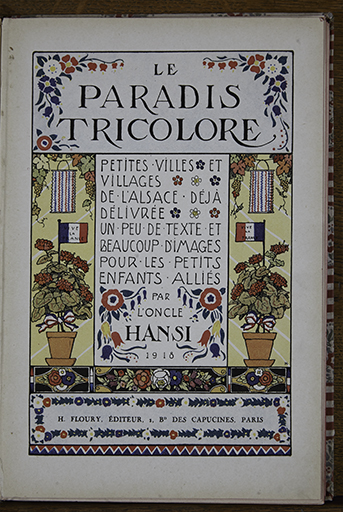 LE
PARADIS
TRICOLORE
PETITES · VILLES ET
VILLAGES
DE · L'ALSACE · DÉJÀ
DÉLIVRÉE
UN · PEU · DE · TEXTE · ET
BEAUCOUP · D'IMAGES
POUR · LES · PETITS
ENFANTS · ALLIÉS
PAR
L'ONCLE
HANSI
1918
H. FLOURY, ÉDITEUR, 1, Bᴰ DES CAPUCINES, PARIS